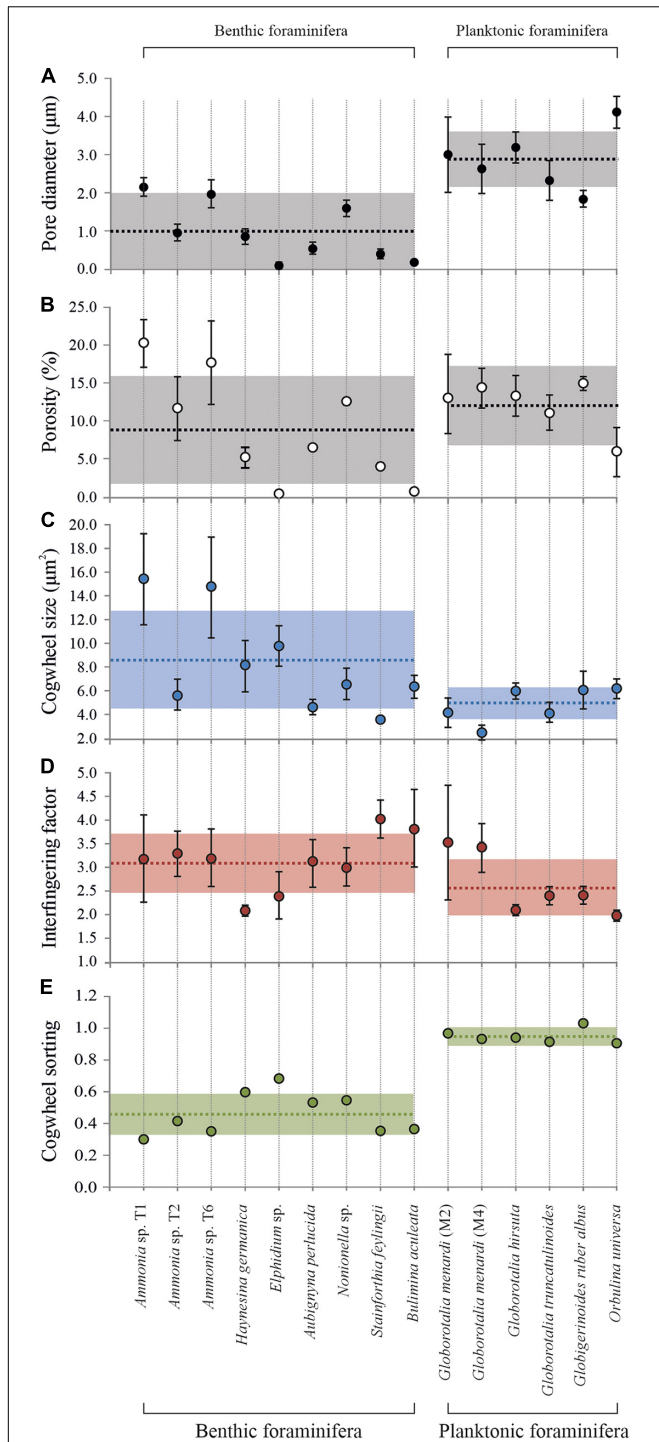 Benthic foraminifera
Planktonic foraminifera
A
Pore diameter (μm)
5.0
4.0
3.0
2.0
1.0
0.0
B
Porosity (%)
25.0
20.0
15.0
10.0
5.0
0.0
C
Cogwheel size (μm²)
20.0
18.0
16.0
14.0
12.0
10.0
8.0
6.0
4.0
2.0
D
Interfingering factor
5.0
4.5
4.0
3.5
3.0
2.5
2.0
1.5
1.0
E
Cogwheel sorting
1.2
1.0
0.8
0.6
0.4
0.2
0.0
Ammonia sp. T1
Ammonia sp. T2
Ammonia sp. T6
Haynesina germanica
Elphidium sp.
Aubignyna perlucida
Nonionella sp.
Stainforthia feylingii
Bulimina aculeata
Globorotalia menardi (M2)
Globorotalia menardi (M4)
Globorotalia hirsuta
Globorotalia truncatulinoides
Globigerinoides ruber albus
Orbulina universa
Benthic foraminifera
Planktonic foraminifera